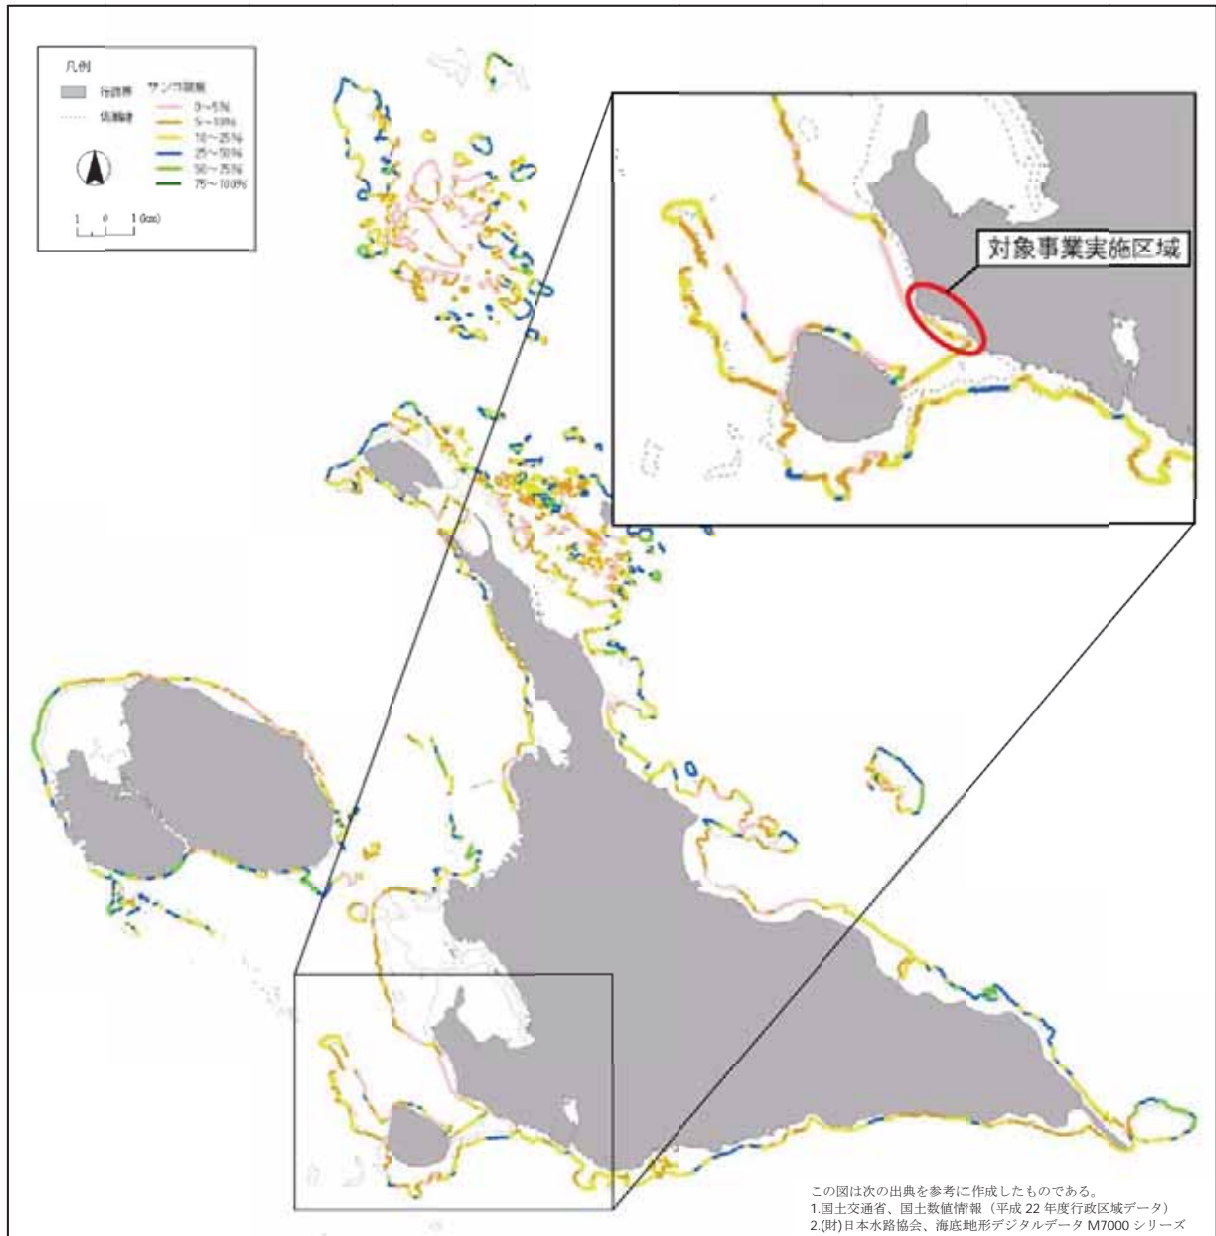 凡例
行政界
サンゴ被度
0～5%
5～10%
10～25%
25～50%
50～75%
75～100%
1 0 1 (km)
対象事業実施区域
この図は次の出典を参考に作成したものである。
1.国土交通省、国土数値情報（平成 22 年度行政区域データ）
2.(財)日本水路協会、海底地形デジタルデータ M7000 シリーズ